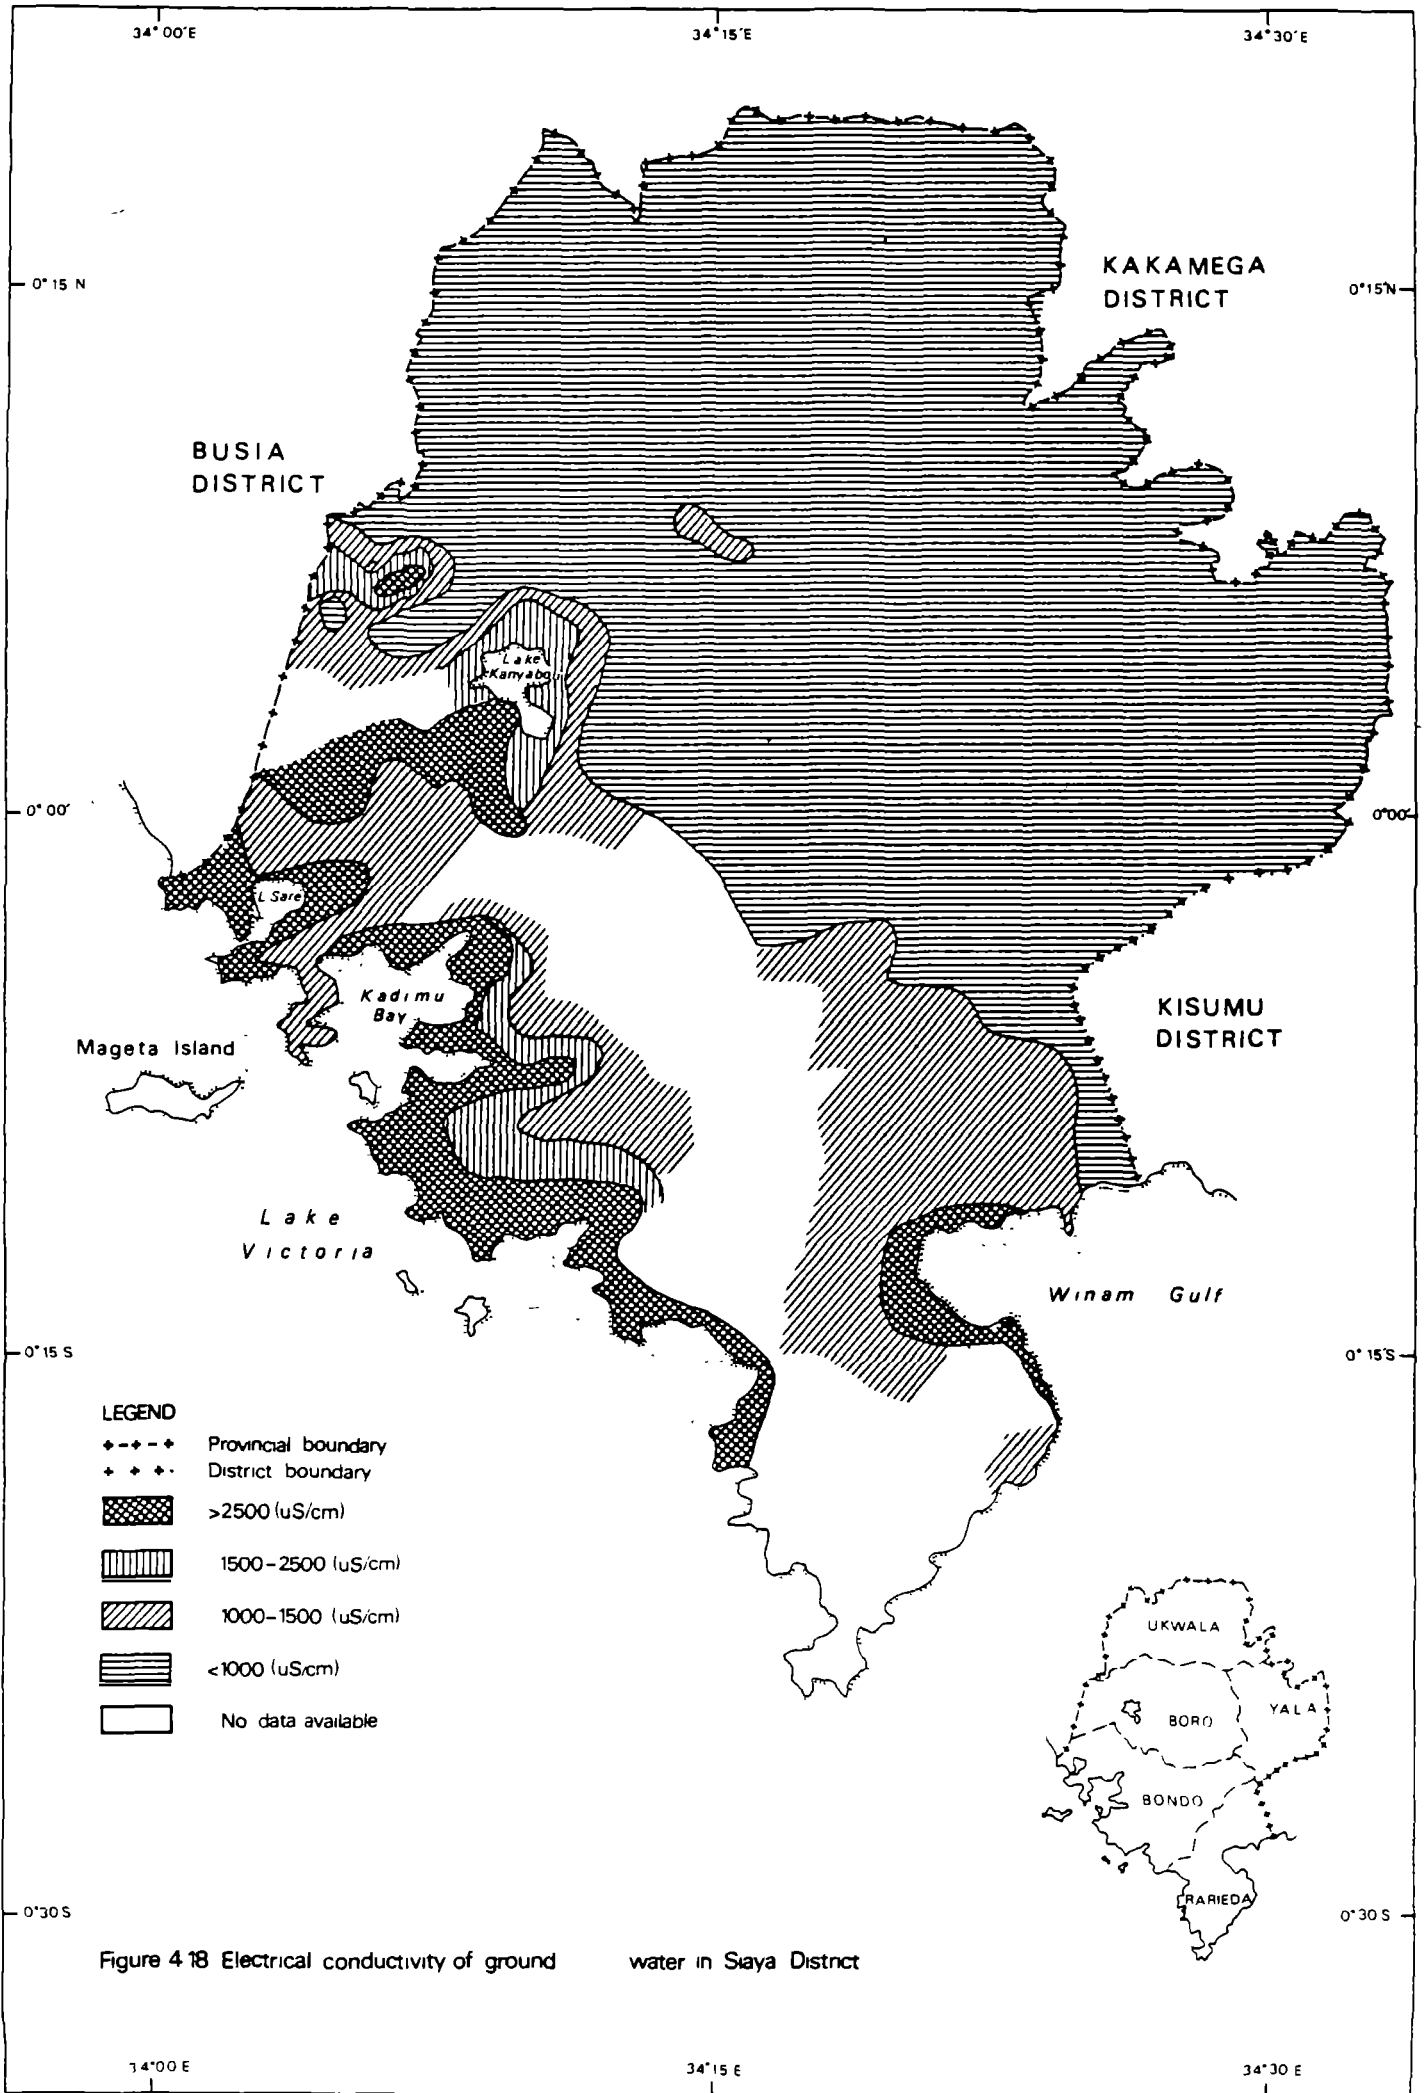 34°00'E
34°15'E
34°30'E
KAKAMEGA
DISTRICT
0°15 N
0°15'N
BUSIA
DISTRICT
Lake
Kanyaboli
0°00'
0°00'
L Sare
Kadimu
Bay
KISUMU
DISTRICT
Mageta Island
Lake
Victoria
Winam Gulf
0°15 S
0°15'S
LEGEND
Provincial boundary
District boundary
>2500 (uS/cm)
1500-2500 (uS/cm)
1000-1500 (uS/cm)
<1000 (uS/cm)
No data available
UKWALA
BORO
YALA
BONDO
RARIEDA
0°30 S
0°30 S
Figure 4 18 Electrical conductivity of ground water in Siaya District
34°00 E
34°15 E
34°30 E